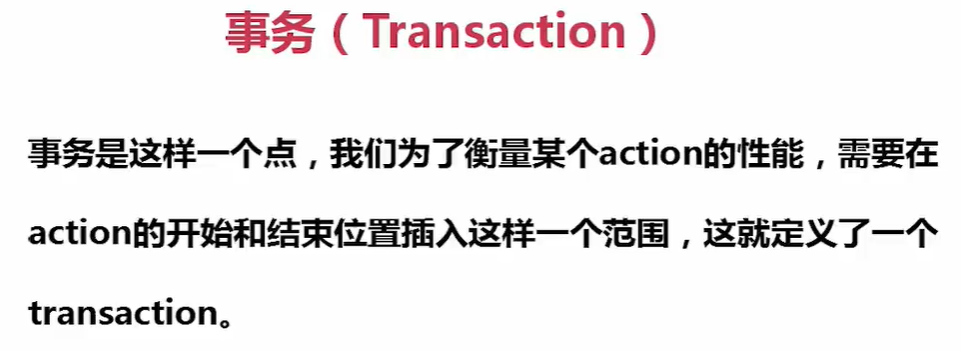 事务（Transaction）
事务是这样一个点，我们为了衡量某个action的性能，需要在
action的开始和结束位置插入这样一个范围，这就定义了一个
transaction。